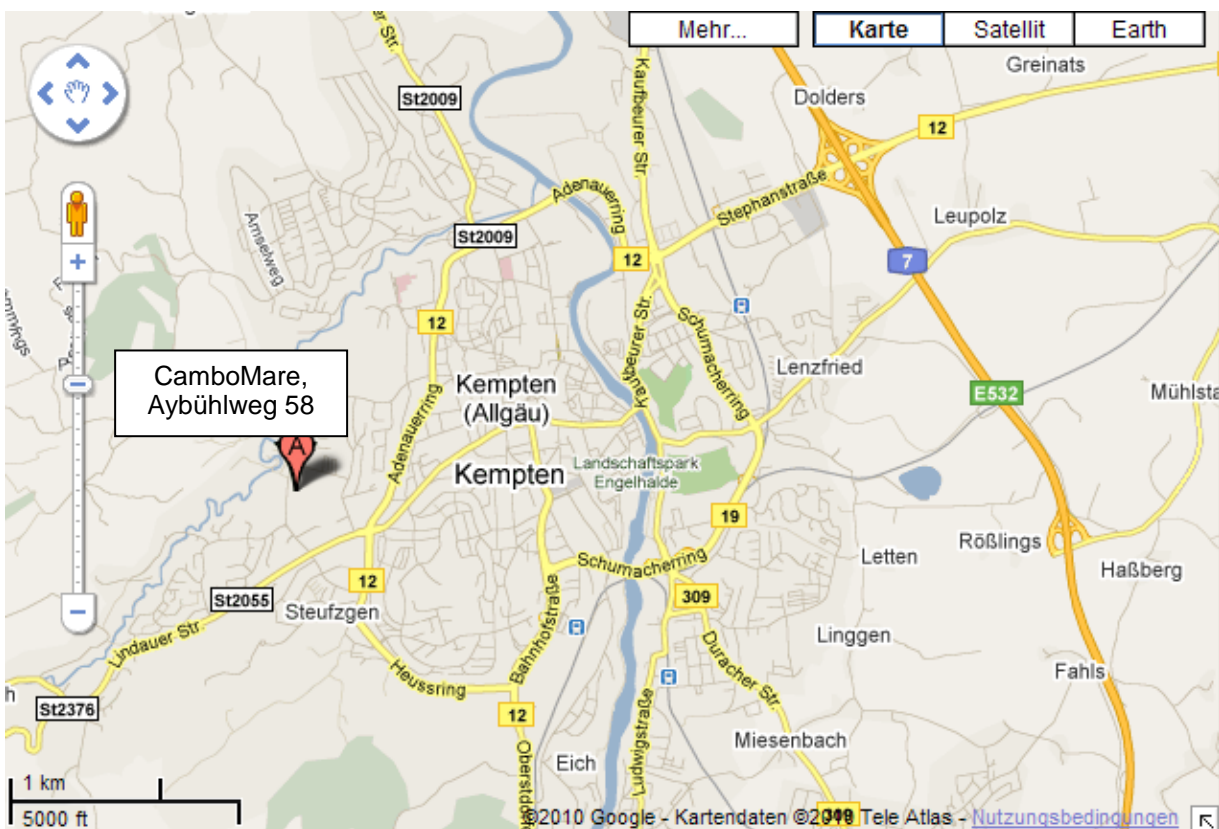 Mehr...
Karte
Satellit
Earth
Greinats
Dolders
12
St2009
Kaufbeurer Str.
Adenauerring
Stephanstraße
Leupolz
Amselweg
St2009
12
7
12
Kaufbeurer Str.
Schumacherring
Lenzfried
CamboMare,
Aybühlweg 58
Kempten
(Allgäu)
E532
Adenauerring
A
Kempten
Landschaftspark
Engelhalde
19
Rößlings
Letten
Haßberg
Schumacherring
12
309
St2055
Steufzgen
Lindauer Str.
Bahnhofstraße
Linggen
Duracher Str.
Fahls
Heussring
St2376
12
Ludwigstraße
Miesenbach
Eich
1 km
5000 ft
©2010 Google - Kartendaten ©2010 Tele Atlas - Nutzungsbedingungen